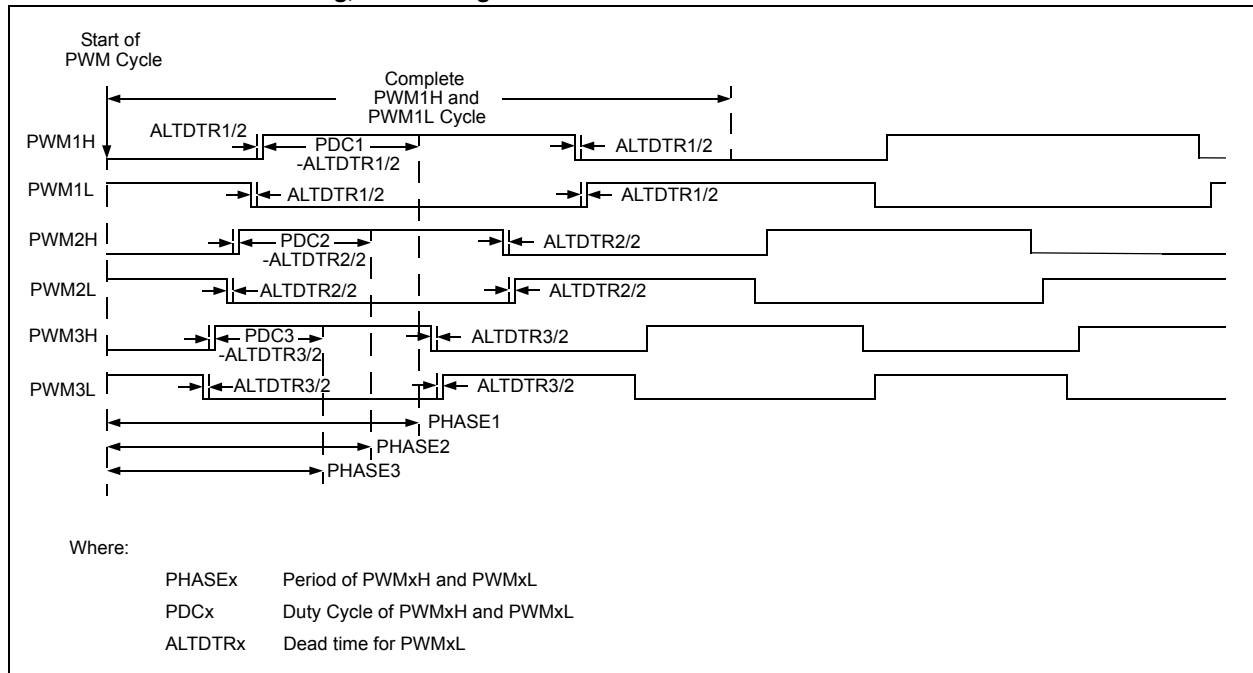 Start of
PWM Cycle
Complete
PWM1H and
PWM1L Cycle
ALTDTR1/2
PWM1H
PDC1
-ALTDTR1/2
ALTDTR1/2
PWM1L
ALTDTR1/2
ALTDTR1/2
PWM2H
PDC2
-ALTDTR2/2
ALTDTR2/2
PWM2L
ALTDTR2/2
ALTDTR2/2
PWM3H
PDC3
-ALTDTR3/2
ALTDTR3/2
PWM3L
ALTDTR3/2
ALTDTR3/2
PHASE1
PHASE2
PHASE3
Where:
PHASEx Period of PWMxH and PWMxL
PDCx Duty Cycle of PWMxH and PWMxL
ALTDTRx Dead time for PWMxL